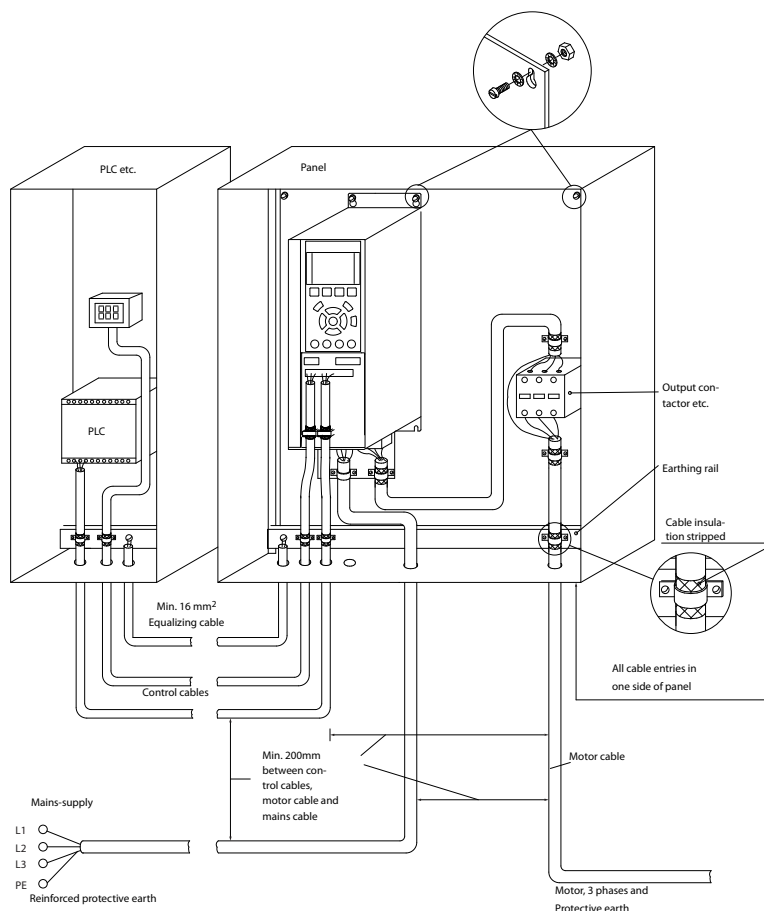 PLC etc.
Panel
PLC
Output con-
tactor etc.
Earthing rail
Cable insula-
tion stripped
Min. 16 mm²
Equalizing cable
Control cables
All cable entries in
one side of panel
Min. 200mm
between con-
trol cables,
motor cable and
mains cable
Motor cable
Mains-supply
L1
L2
L3
PE
Reinforced protective earth
Motor, 3 phases and
Protective earth